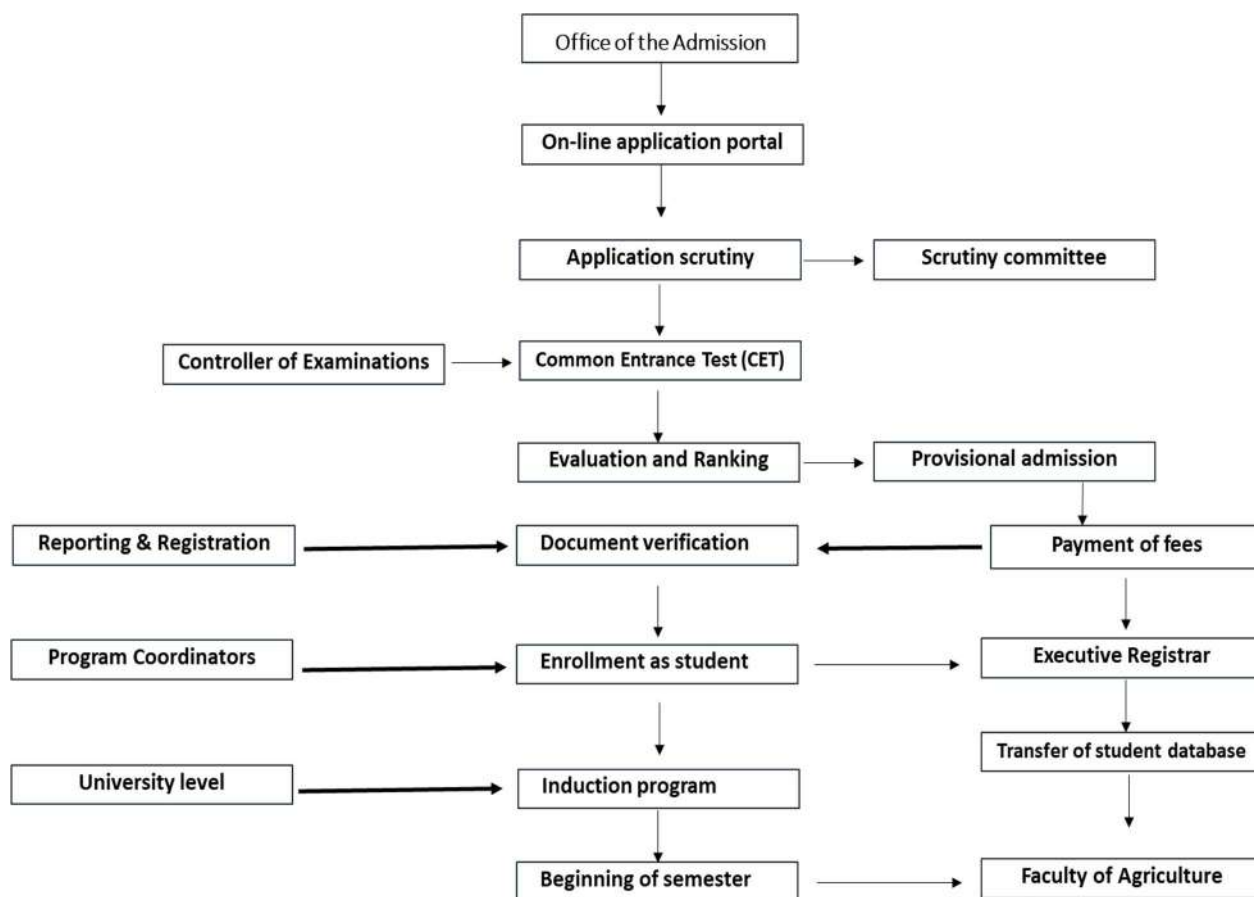 Office of the Admission
On-line application portal
Application scrutiny
Scrutiny committee
Controller of Examinations
Common Entrance Test (CET)
Evaluation and Ranking
Provisional admission
Reporting & Registration
Document verification
Payment of fees
Program Coordinators
Enrollment as student
Executive Registrar
Transfer of student database
University level
Induction program
Beginning of semester
Faculty of Agriculture